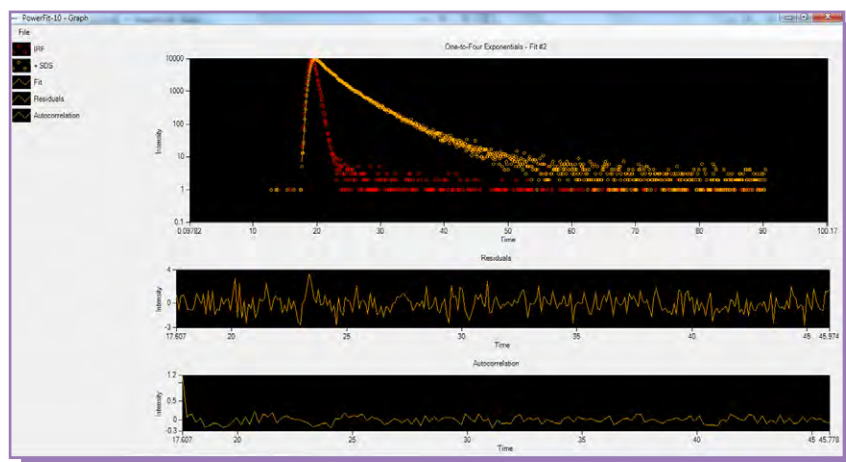 PowerFit-10 - Graph
File
IRF
+ SDS
Fit
Residuals
Autocorrelation
One-to-Four Exponentials - Fit #2
Intensity
10000
1000
100
10
1
0.1
0.09782 10 20 30 40 50 60 70 80 90 100.17
Time
Residuals
Intensity
4
0
-3
17.607 20 25 30 35 40 45 45.974
Time
Autocorrelation
Intensity
1.2
0.5
0
-0.3
17.607 20 25 30 35 40 45 45.778
Time